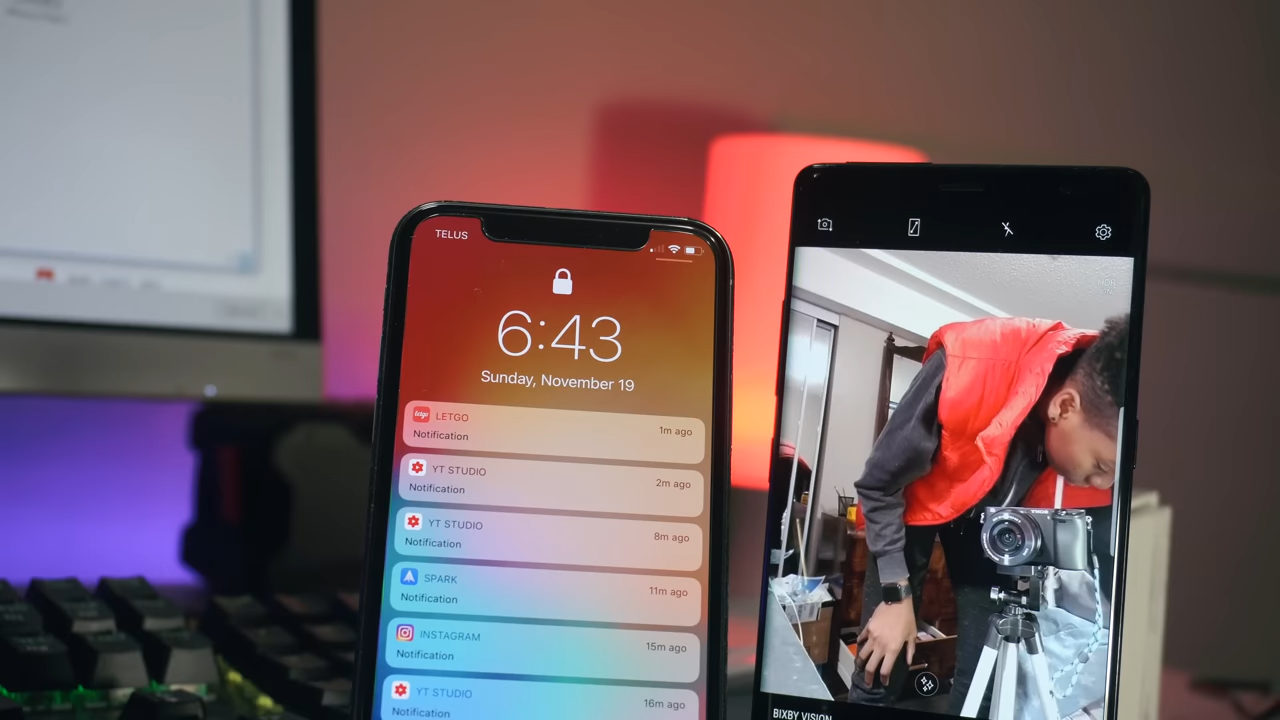 TELUS
6:43
Sunday, November 19
letgo LETGO
1m ago
Notification
YT STUDIO
2m ago
Notification
YT STUDIO
8m ago
Notification
SPARK
11m ago
Notification
INSTAGRAM
15m ago
Notification
YT STUDIO
16m ago
Notification
SONY
BIXBY VISION